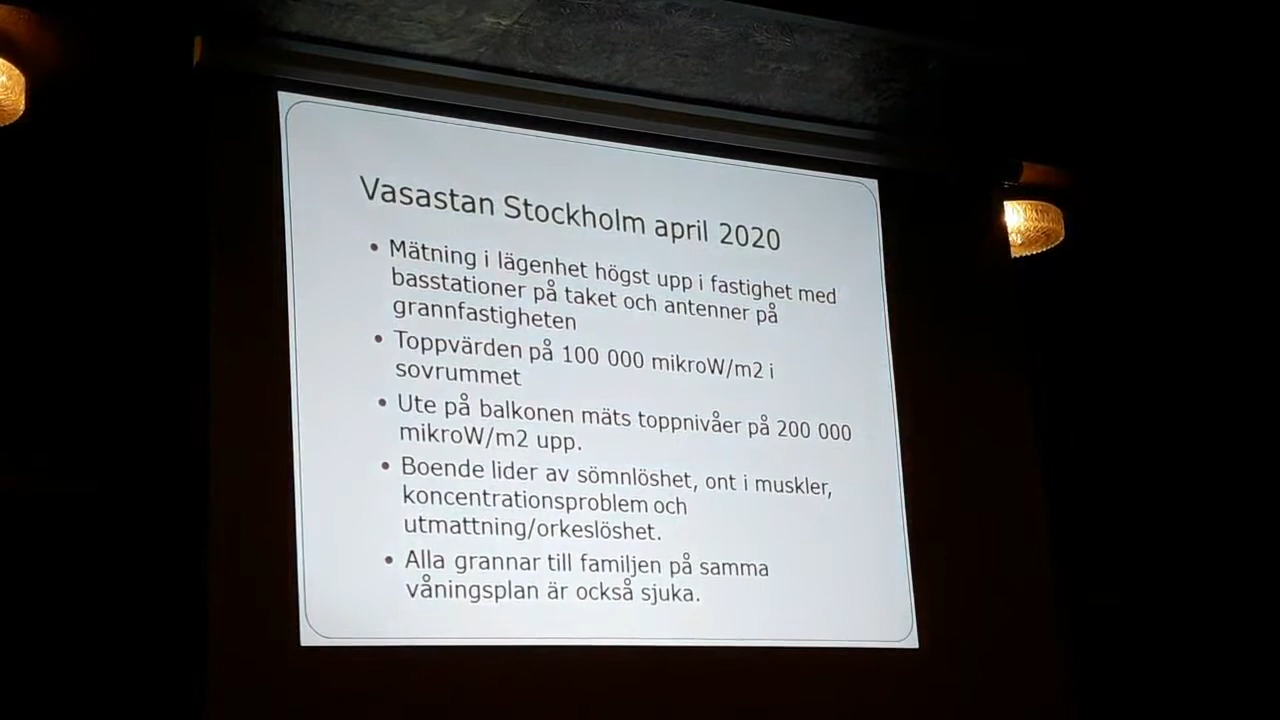 Vasastan Stockholm april 2020
• Mätning i lägenhet högst upp i fastighet med
basstationer på taket och antenner på
grannfastigheten
• Toppvärden på 100 000 mikroW/m2 i
sovrummet
• Ute på balkonen mäts toppnivåer på 200 000
mikroW/m2 upp.
• Boende lider av sömnlöshet, ont i muskler,
koncentrationsproblem och
utmattning/orkeslöshet.
• Alla grannar till familjen på samma
våningsplan är också sjuka.